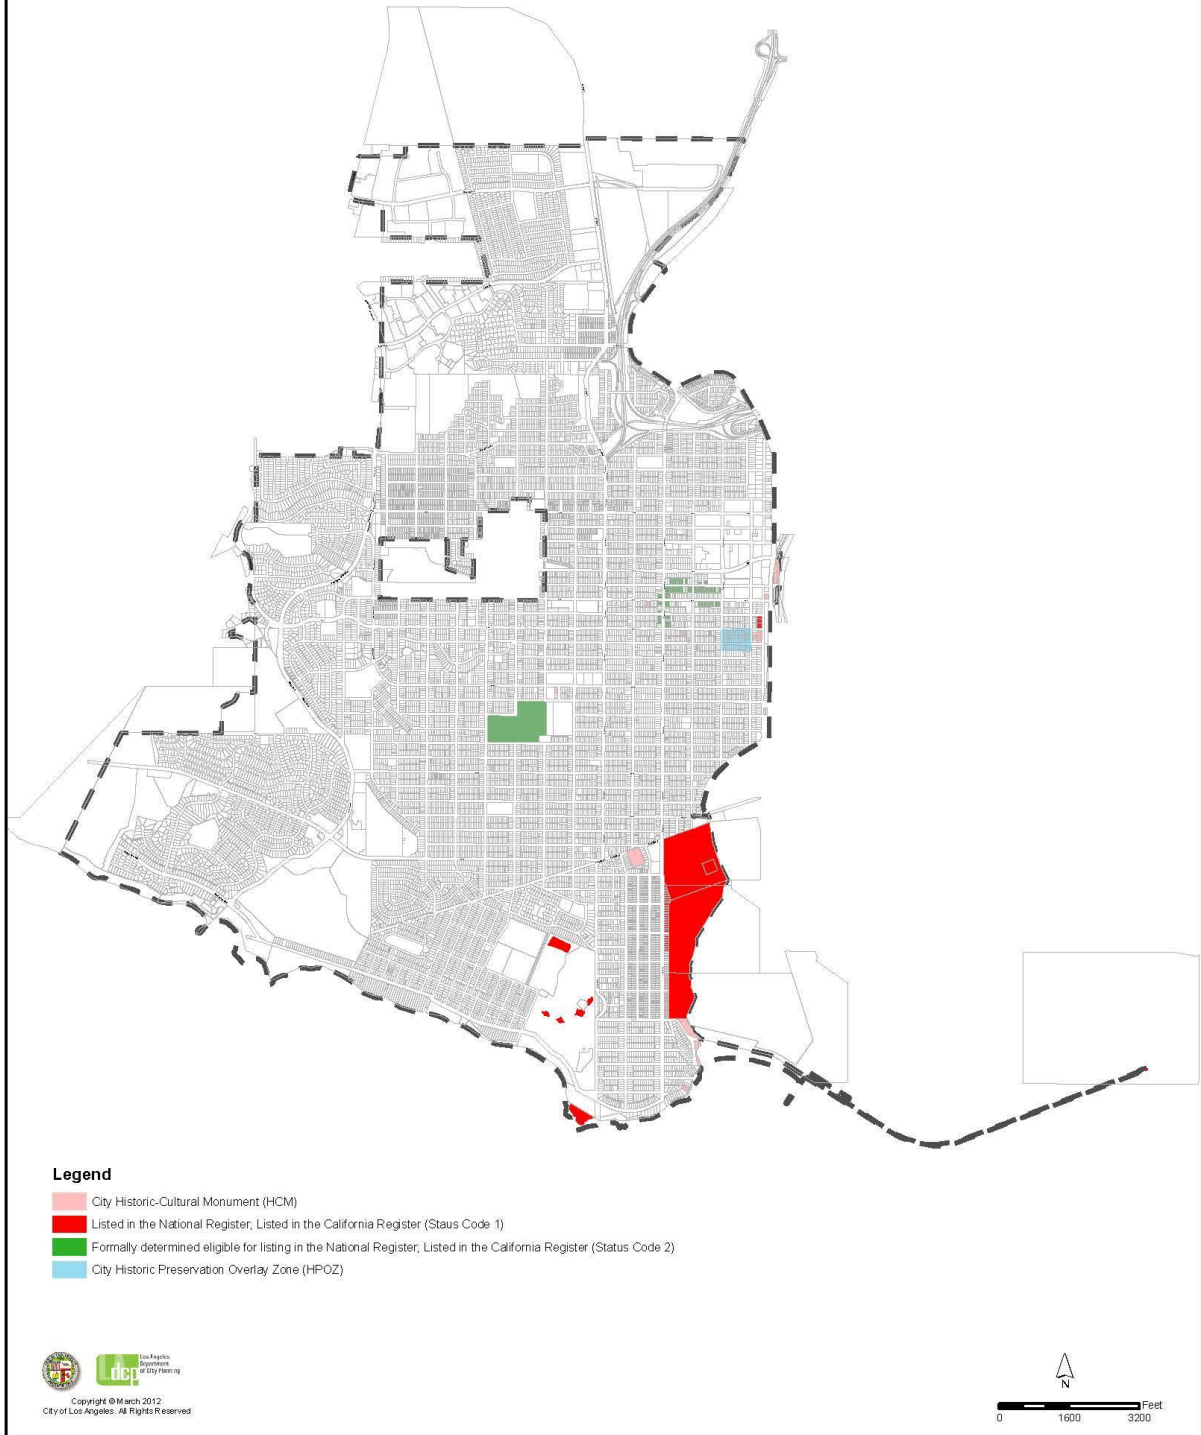 Legend
City Historic-Cultural Monument (HCM)
Listed in the National Register; Listed in the California Register (Staus Code 1)
Formally determined eligible for listing in the National Register; Listed in the California Register (Status Code 2)
City Historic Preservation Overlay Zone (HPOZ)
LA
dcp
Los Angeles
Department
of City Planning
Copyright © March 2012
City of Los Angeles. All Rights Reserved
N
Feet
0 1600 3200